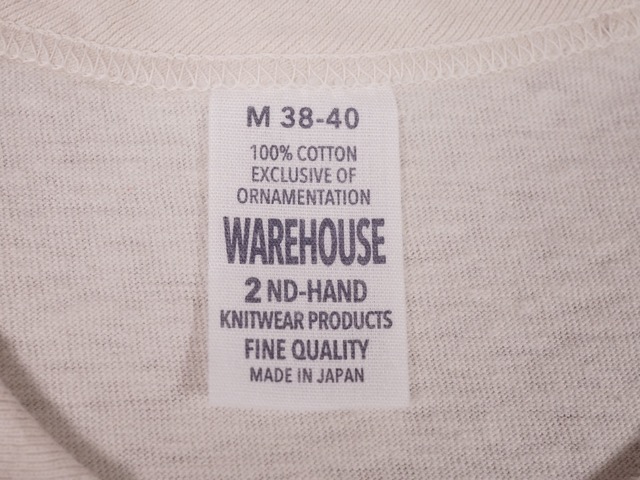 M 38-40
100% COTTON
EXCLUSIVE OF
ORNAMENTATION
WAREHOUSE
2 ND-HAND
KNITWEAR PRODUCTS
FINE QUALITY
MADE IN JAPAN